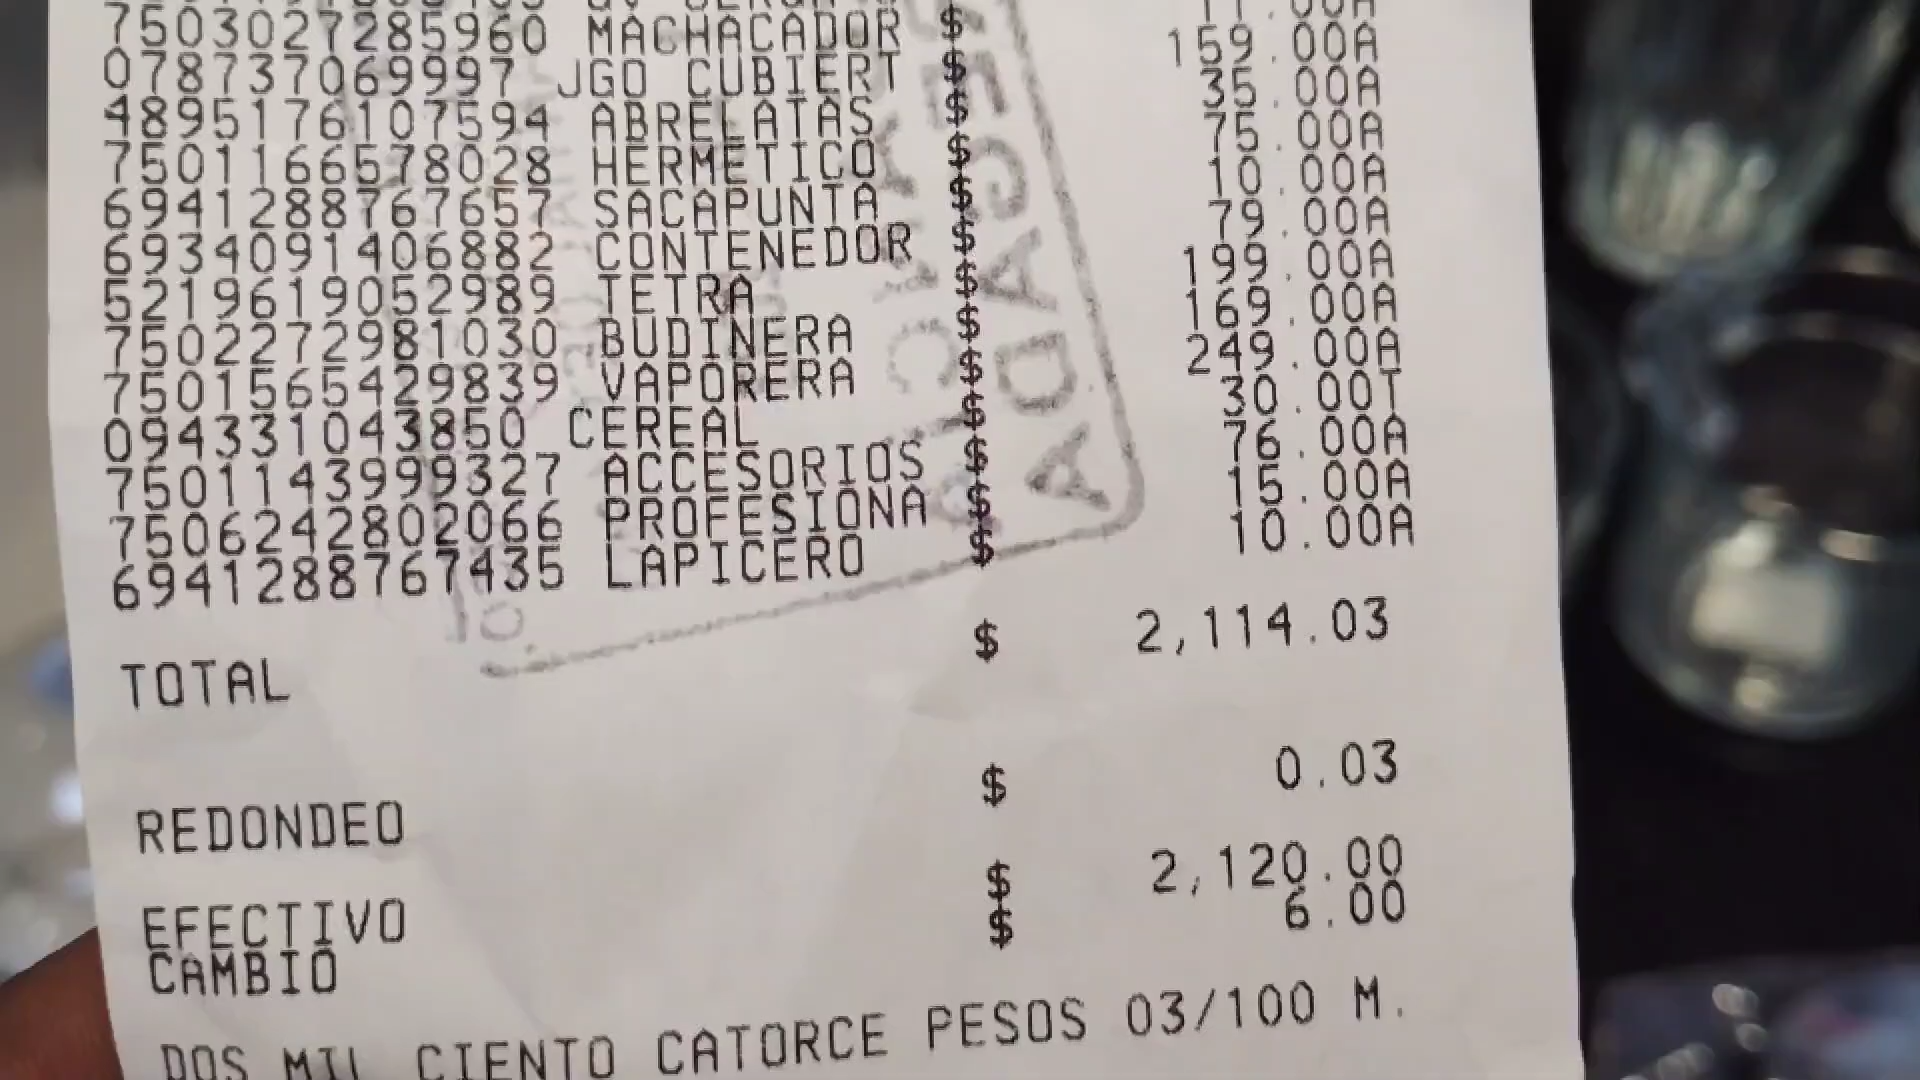 7503027285960 MACHACADOR $
078737069997 JGO CUBIERT $ 159.00A
4895176107594 ABRELATAS $ 35.00A
7501166578028 HERMETICO $ 75.00A
6941288767657 SACAPUNTA $ 10.00A
6934091406882 CONTENEDOR $ 79.00A
5219619052989 TETRA $ 199.00A
7502272981030 BUDINERA $ 169.00A
7501565429839 VAPORERA $ 249.00A
094331043850 CEREAL $ 30.00T
7501143999327 ACCESORIOS $ 76.00A
7506242802066 PROFESIONA $ 15.00A
6941288767435 LAPICERO $ 10.00A
TOTAL $ 2,114.03
REDONDEO $ 0.03
EFECTIVO $ 2,120.00
CAMBIO $ 6.00
DOS MIL CIENTO CATORCE PESOS 03/100 M.